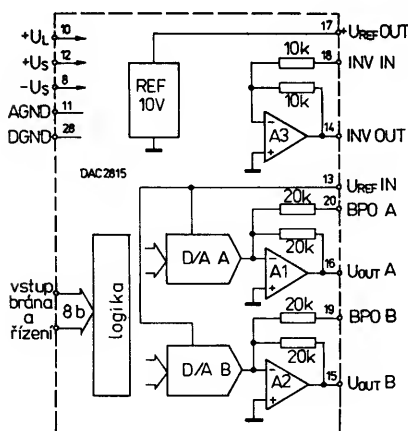 +UL 10
+US 12
-US 8
AGND 11
DGND 28
17 +UREF OUT
REF
10V
10k
18 INV IN
10k
A3
14 INV OUT
DAC2815
13 UREF IN
20k
20 BPO A
20k
D/A A
A1
16 UOUT A
vstup.
brána
a
řízení
8b
logika
19 BPO B
20k
20k
D/A B
A2
15 UOUT B